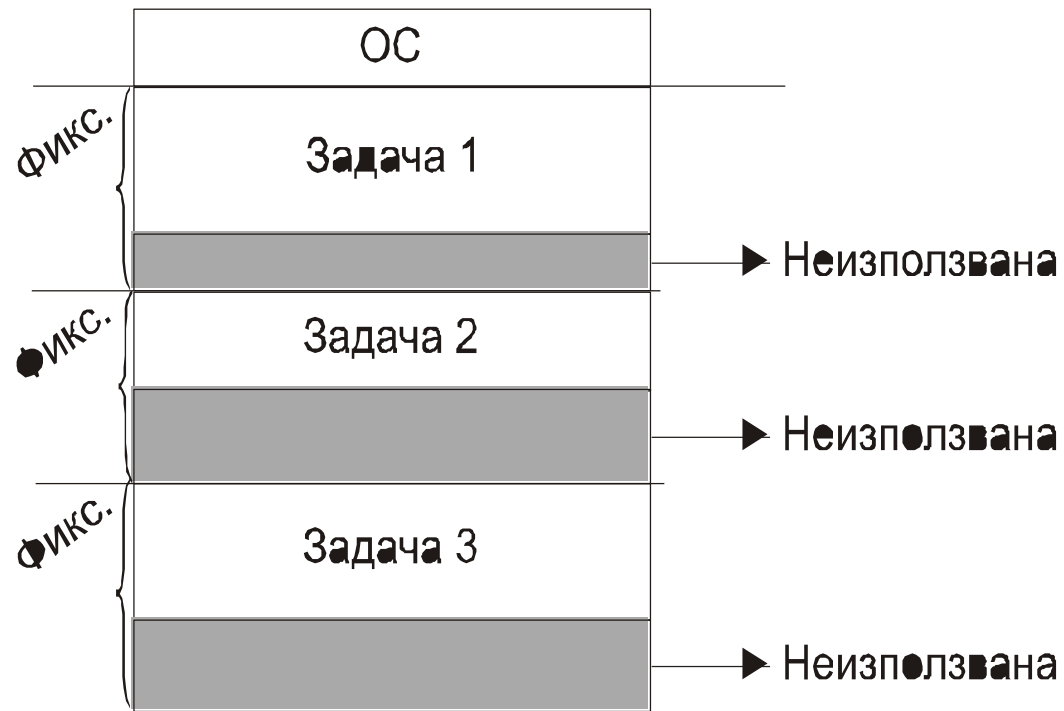 ОС
Фикс.
Задача 1
Неизползвана
Фикс.
Задача 2
Неизползвана
Фикс.
Задача 3
Неизползвана